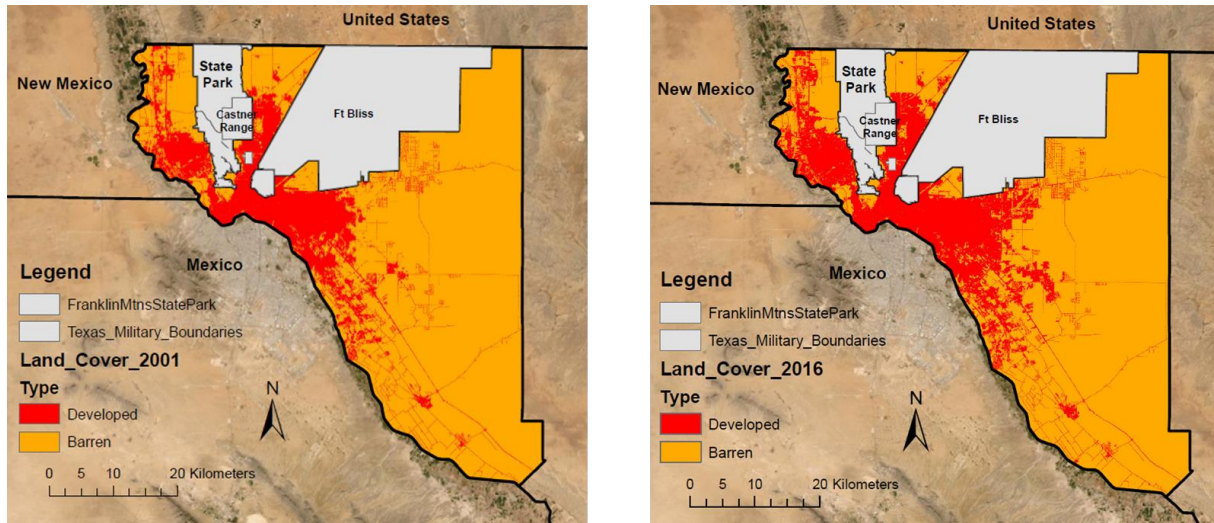 United States
New Mexico
State
Park
Castner
Range
Ft Bliss
Mexico
Legend
FranklinMtnsStatePark
Texas_Military_Boundaries
Land_Cover_2001
Type
Developed
Barren
N
0 5 10 20 Kilometers
United States
New Mexico
State
Park
Castner
Range
Ft Bliss
Mexico
Legend
FranklinMtnsStatePark
Texas_Military_Boundaries
Land_Cover_2016
Type
Developed
Barren
N
0 5 10 20 Kilometers